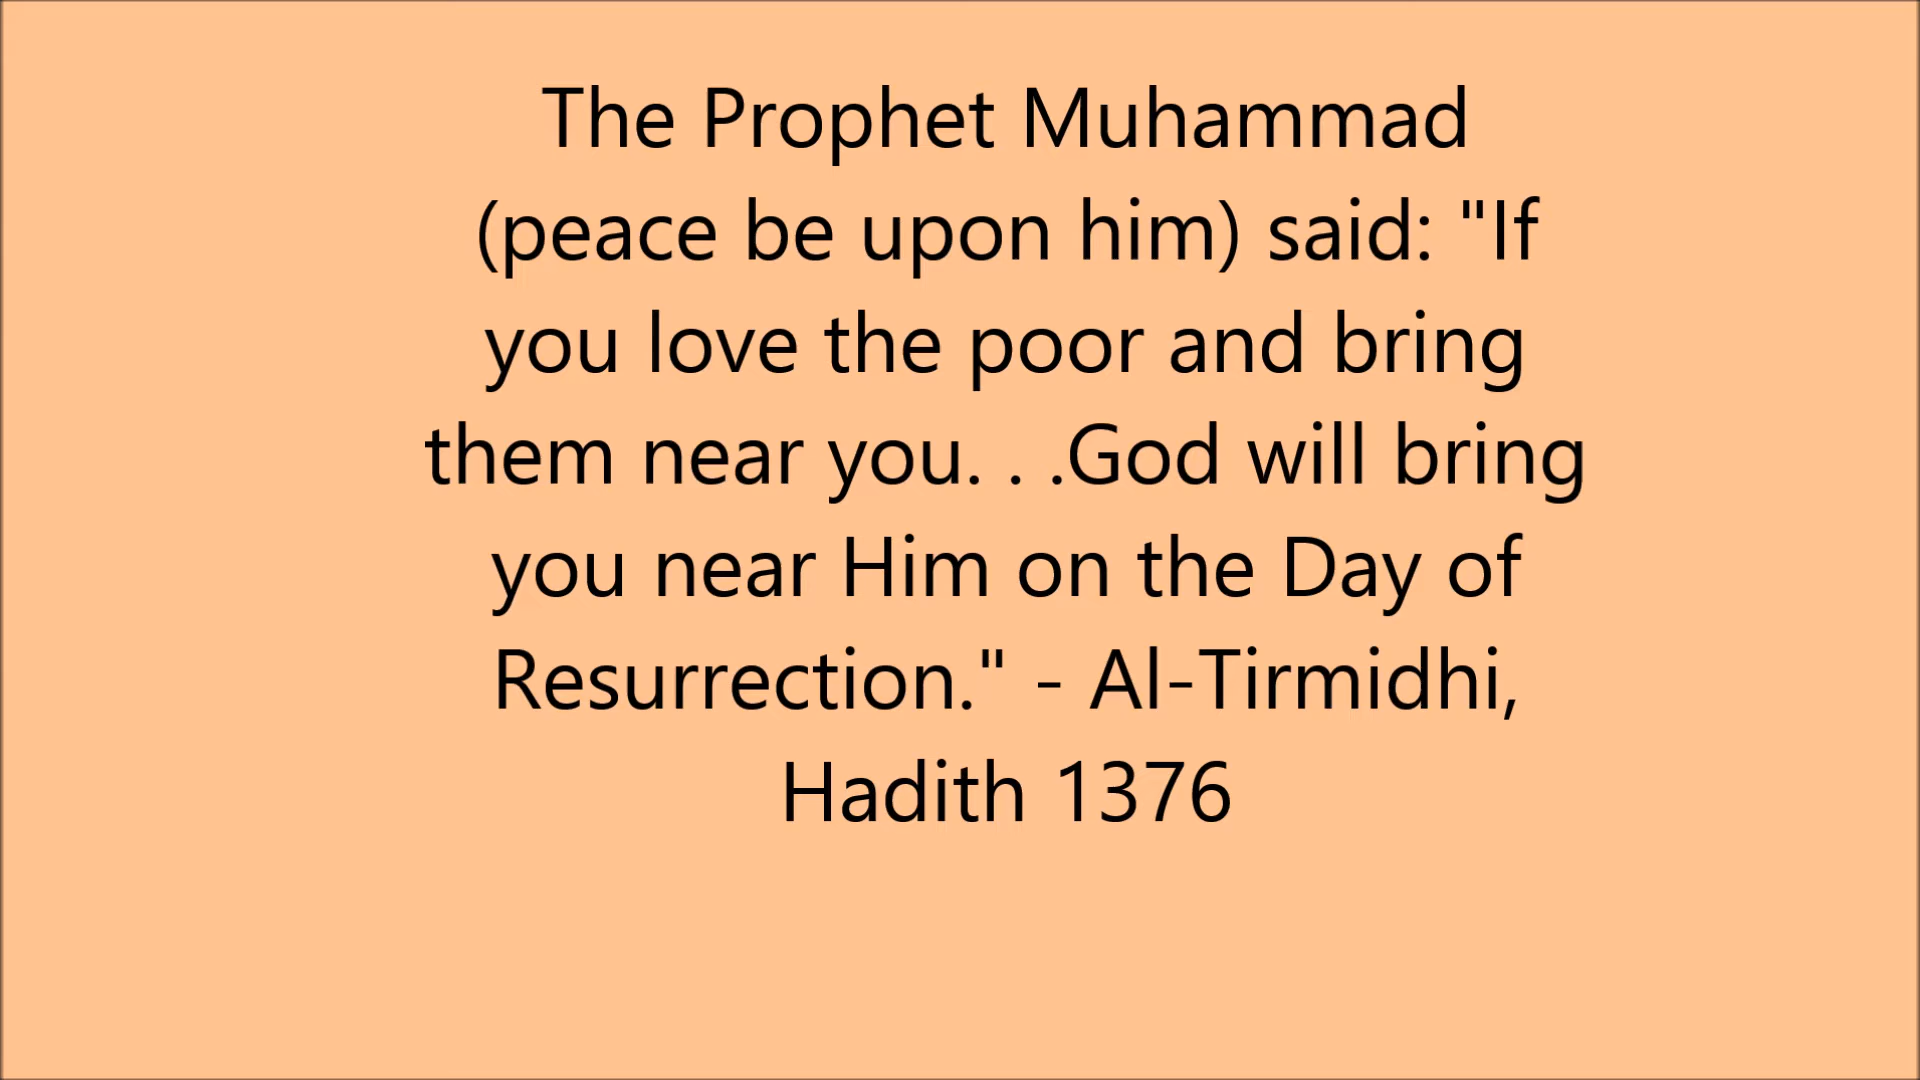 The Prophet Muhammad
(peace be upon him) said: "If
you love the poor and bring
them near you. . .God will bring
you near Him on the Day of
Resurrection." - Al-Tirmidhi,
Hadith 1376